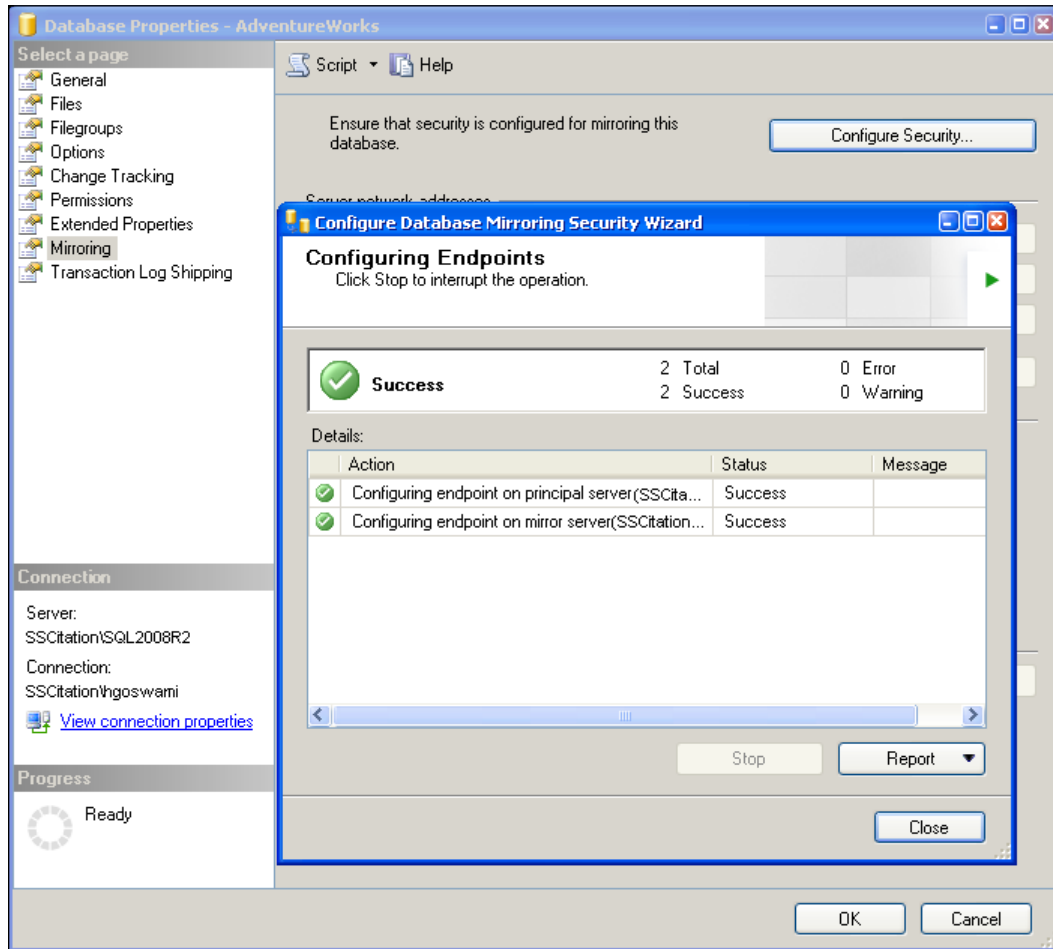 Database Properties - AdventureWorks
Select a page
General
Files
Filegroups
Options
Change Tracking
Permissions
Extended Properties
Mirroring
Transaction Log Shipping
Connection
Server:
SSCitation\SQL2008R2
Connection:
SSCitation\hgoswami
View connection properties
Progress
Ready
Script Help
Ensure that security is configured for mirroring this
database.
Configure Security...
Server network addresses
Configure Database Mirroring Security Wizard
Configuring Endpoints
Click Stop to interrupt the operation.
Success
2 Total 0 Error
2 Success 0 Warning
Details:
Action Status Message
Configuring endpoint on principal server(SSCita... Success
Configuring endpoint on mirror server(SSCitation... Success
Stop Report
Close
OK Cancel